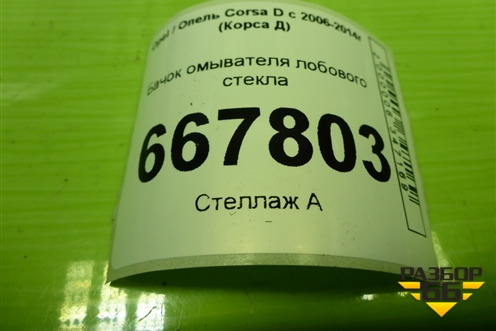 Opel / Опель Corsa D с 2006-2014г
(Корса Д)
Бачок омывателя лобового
стекла
667803
Стеллаж А
РАЗБОР
66